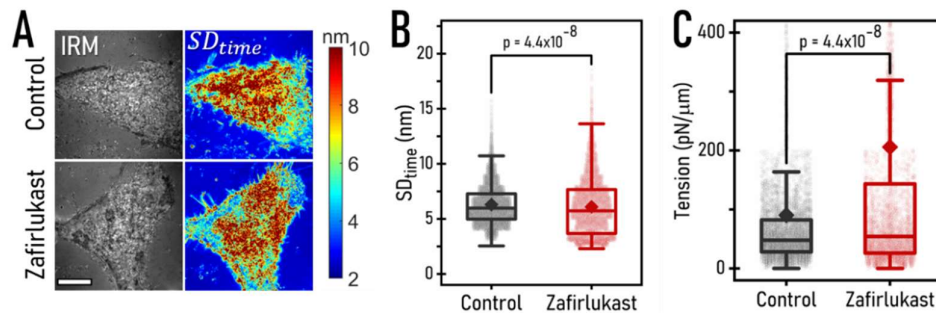 A
IRM
SD_time
nm
10
8
6
4
2
Control
Zafirlukast
B
p = 4.4x10⁻⁸
SD_time (nm)
20
15
10
5
0
Control
Zafirlukast
C
p = 4.4x10⁻⁸
Tension (pN/μm)
400
200
0
Control
Zafirlukast